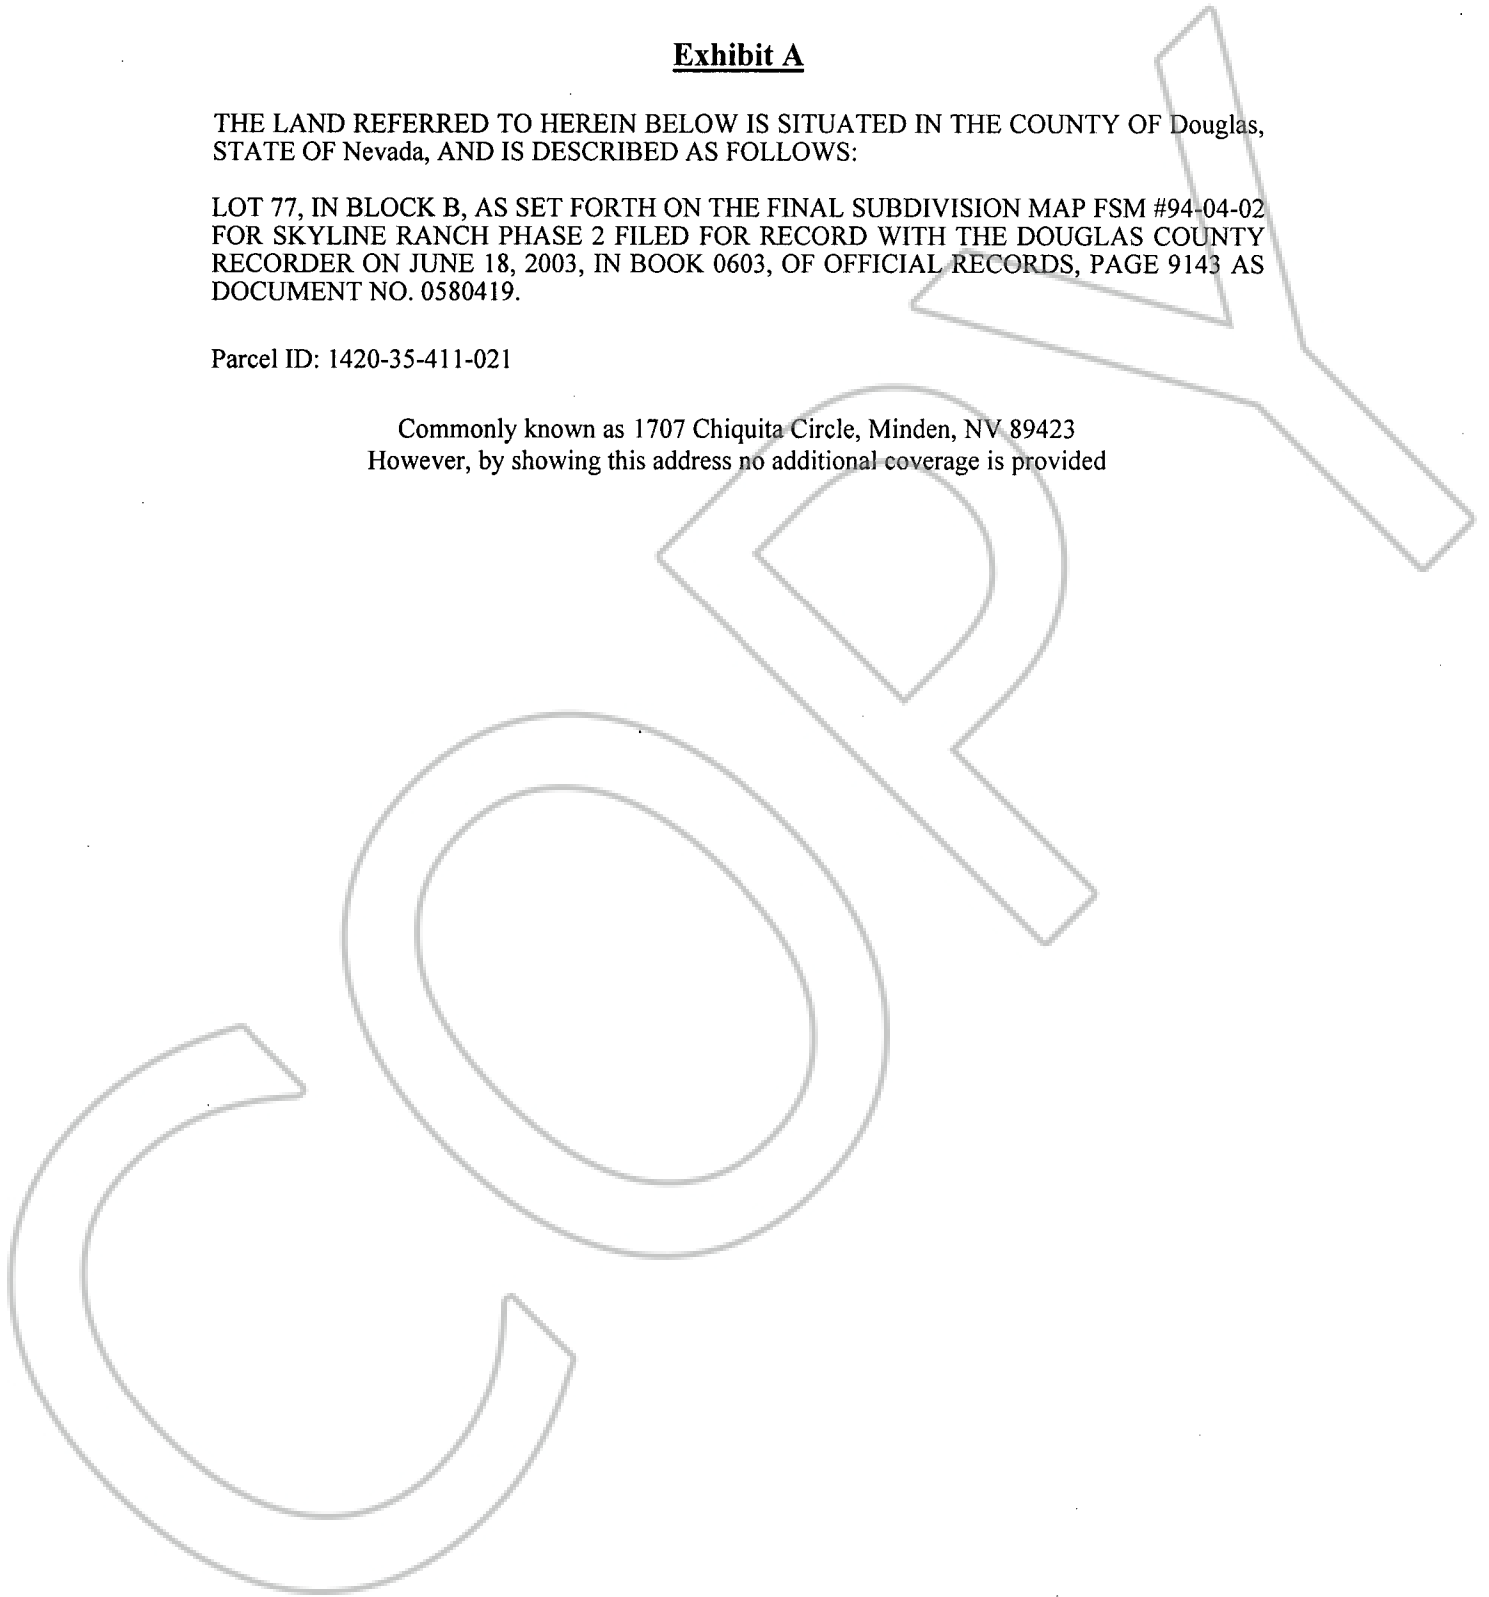 Exhibit A
THE LAND REFERRED TO HEREIN BELOW IS SITUATED IN THE COUNTY OF Douglas,
STATE OF Nevada, AND IS DESCRIBED AS FOLLOWS:
LOT 77, IN BLOCK B, AS SET FORTH ON THE FINAL SUBDIVISION MAP FSM #94-04-02
FOR SKYLINE RANCH PHASE 2 FILED FOR RECORD WITH THE DOUGLAS COUNTY
RECORDER ON JUNE 18, 2003, IN BOOK 0603, OF OFFICIAL RECORDS, PAGE 9143 AS
DOCUMENT NO. 0580419.
Parcel ID: 1420-35-411-021
Commonly known as 1707 Chiquita Circle, Minden, NV 89423
However, by showing this address no additional coverage is provided
COPY